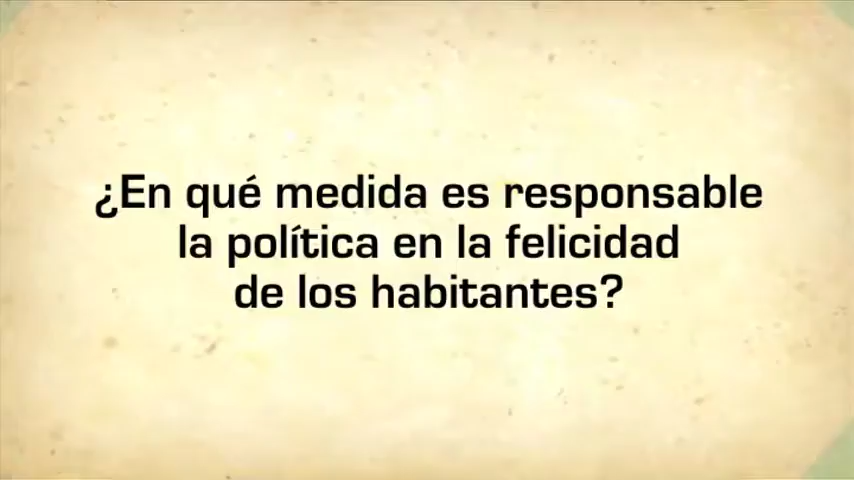 ¿En qué medida es responsable
la política en la felicidad
de los habitantes?